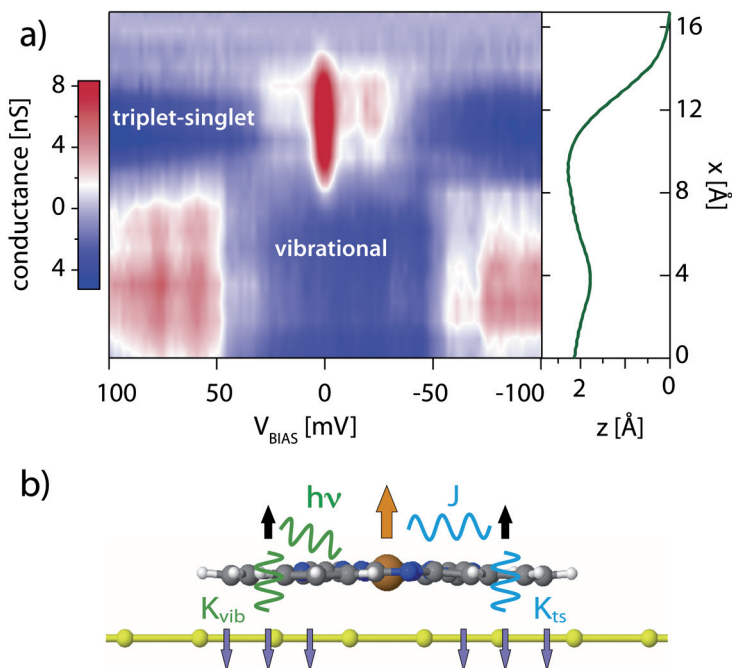 a)
conductance [nS]
8
4
0
4
triplet-singlet
vibrational
100
50
0
-50
-100
V_BIAS [mV]
16
12
8
4
0
x [Å]
2
0
z [Å]
b)
hν
J
K_vib
K_ts